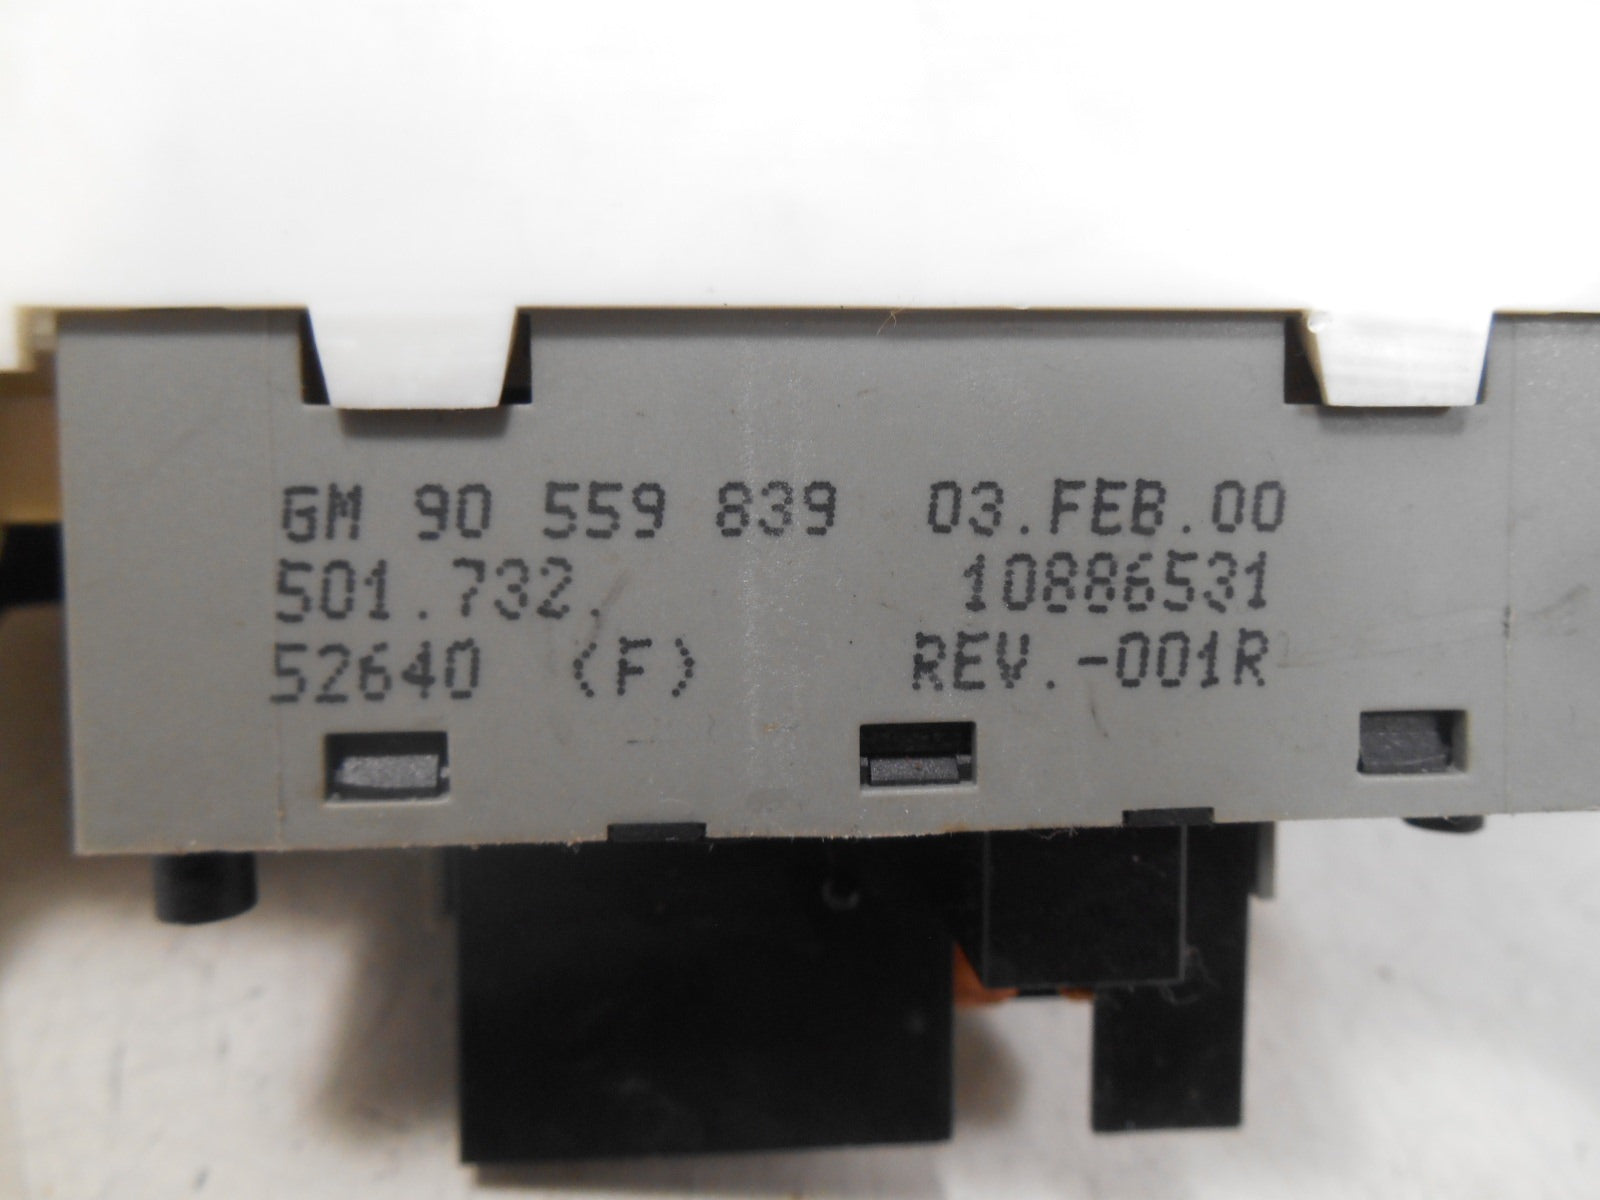 GM 90 559 839 03.FEB.00
501.732. 10886531
52640 (F) REV.-001R